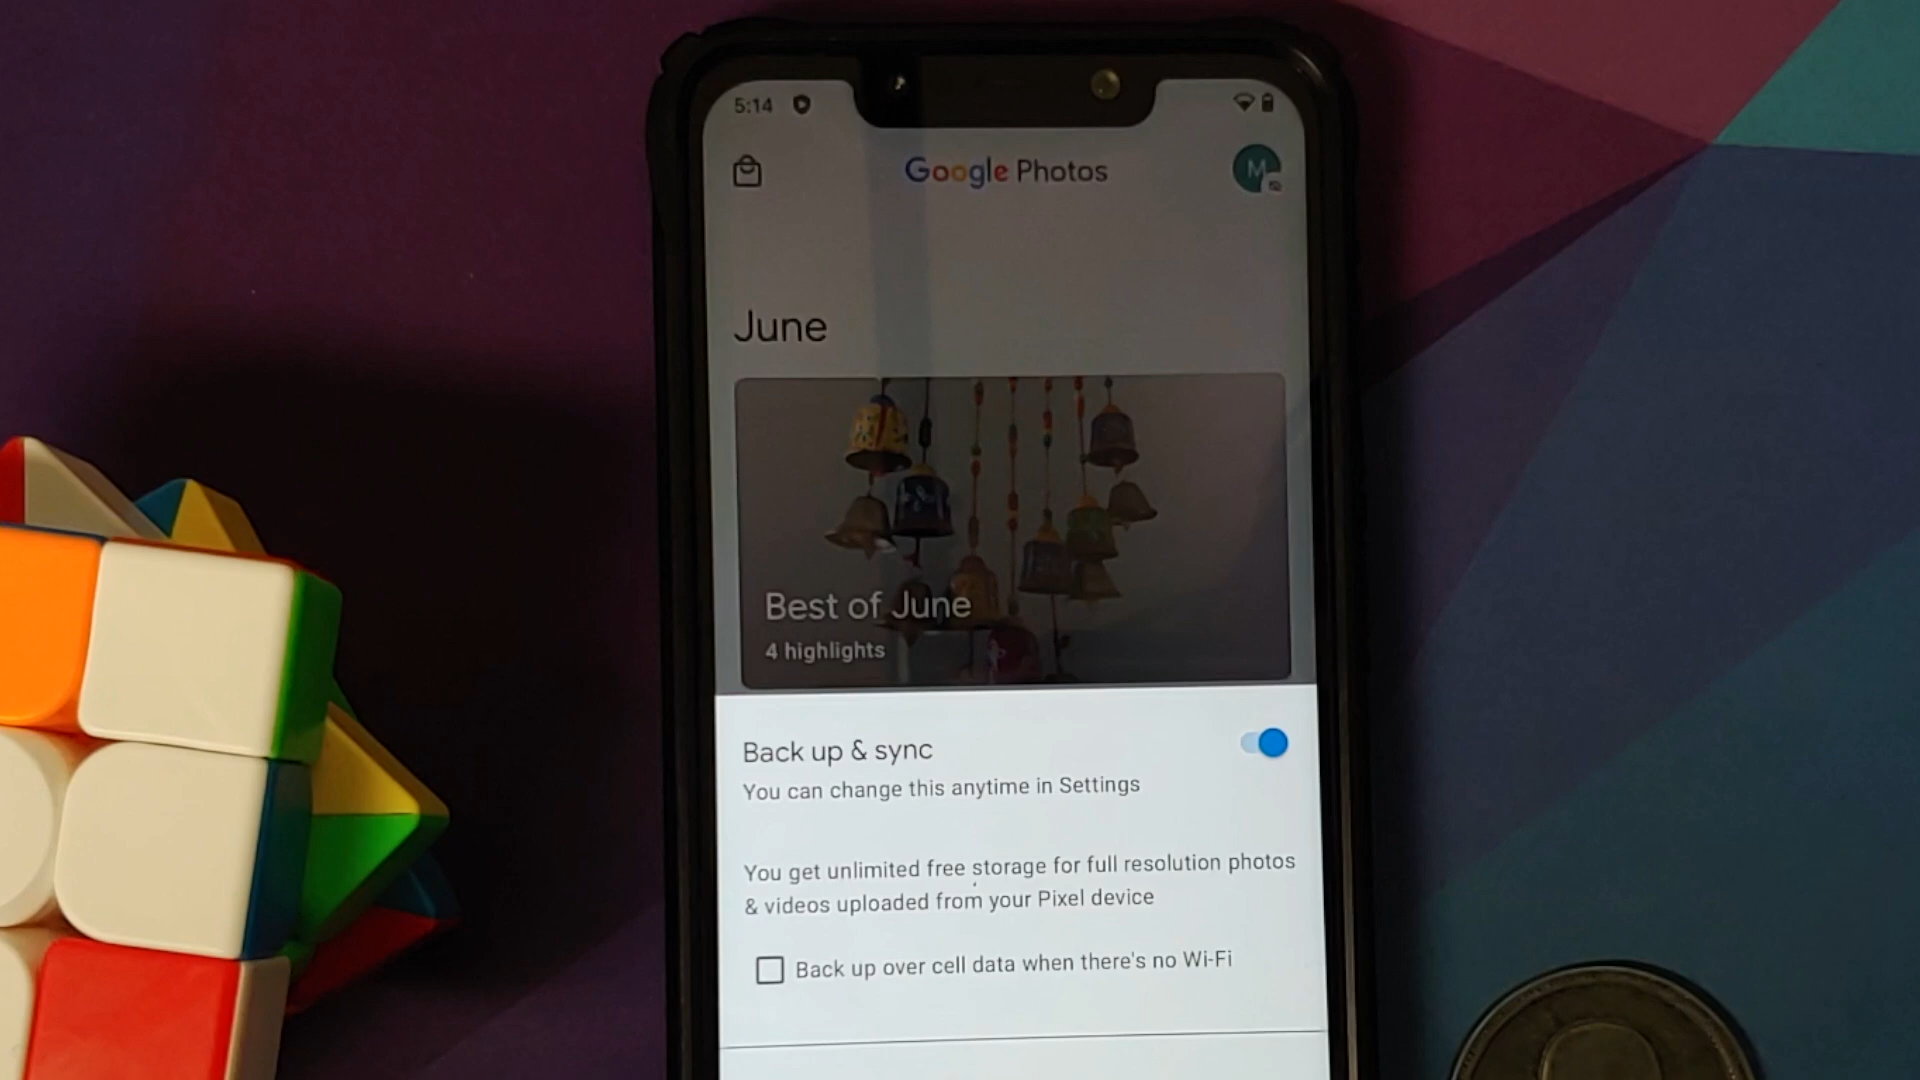 5:14
Google Photos
M
June
Best of June
4 highlights
Back up & sync
You can change this anytime in Settings
You get unlimited free storage for full resolution photos
& videos uploaded from your Pixel device
Back up over cell data when there's no Wi-Fi